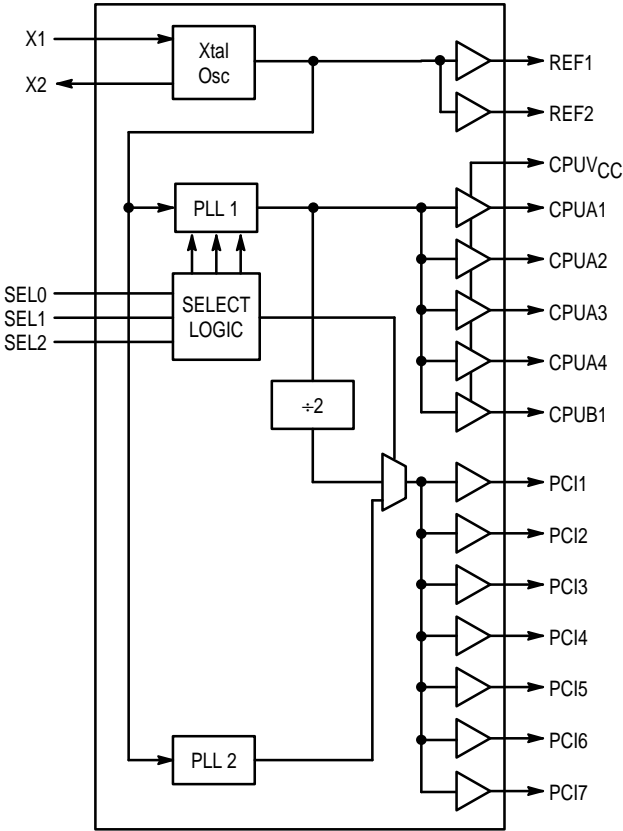 X1
X2
Xtal
Osc
REF1
REF2
CPUVCC
PLL 1
CPUA1
CPUA2
SEL0
SEL1
SEL2
SELECT
LOGIC
CPUA3
CPUA4
÷2
CPUB1
PCI1
PCI2
PCI3
PCI4
PCI5
PLL 2
PCI6
PCI7